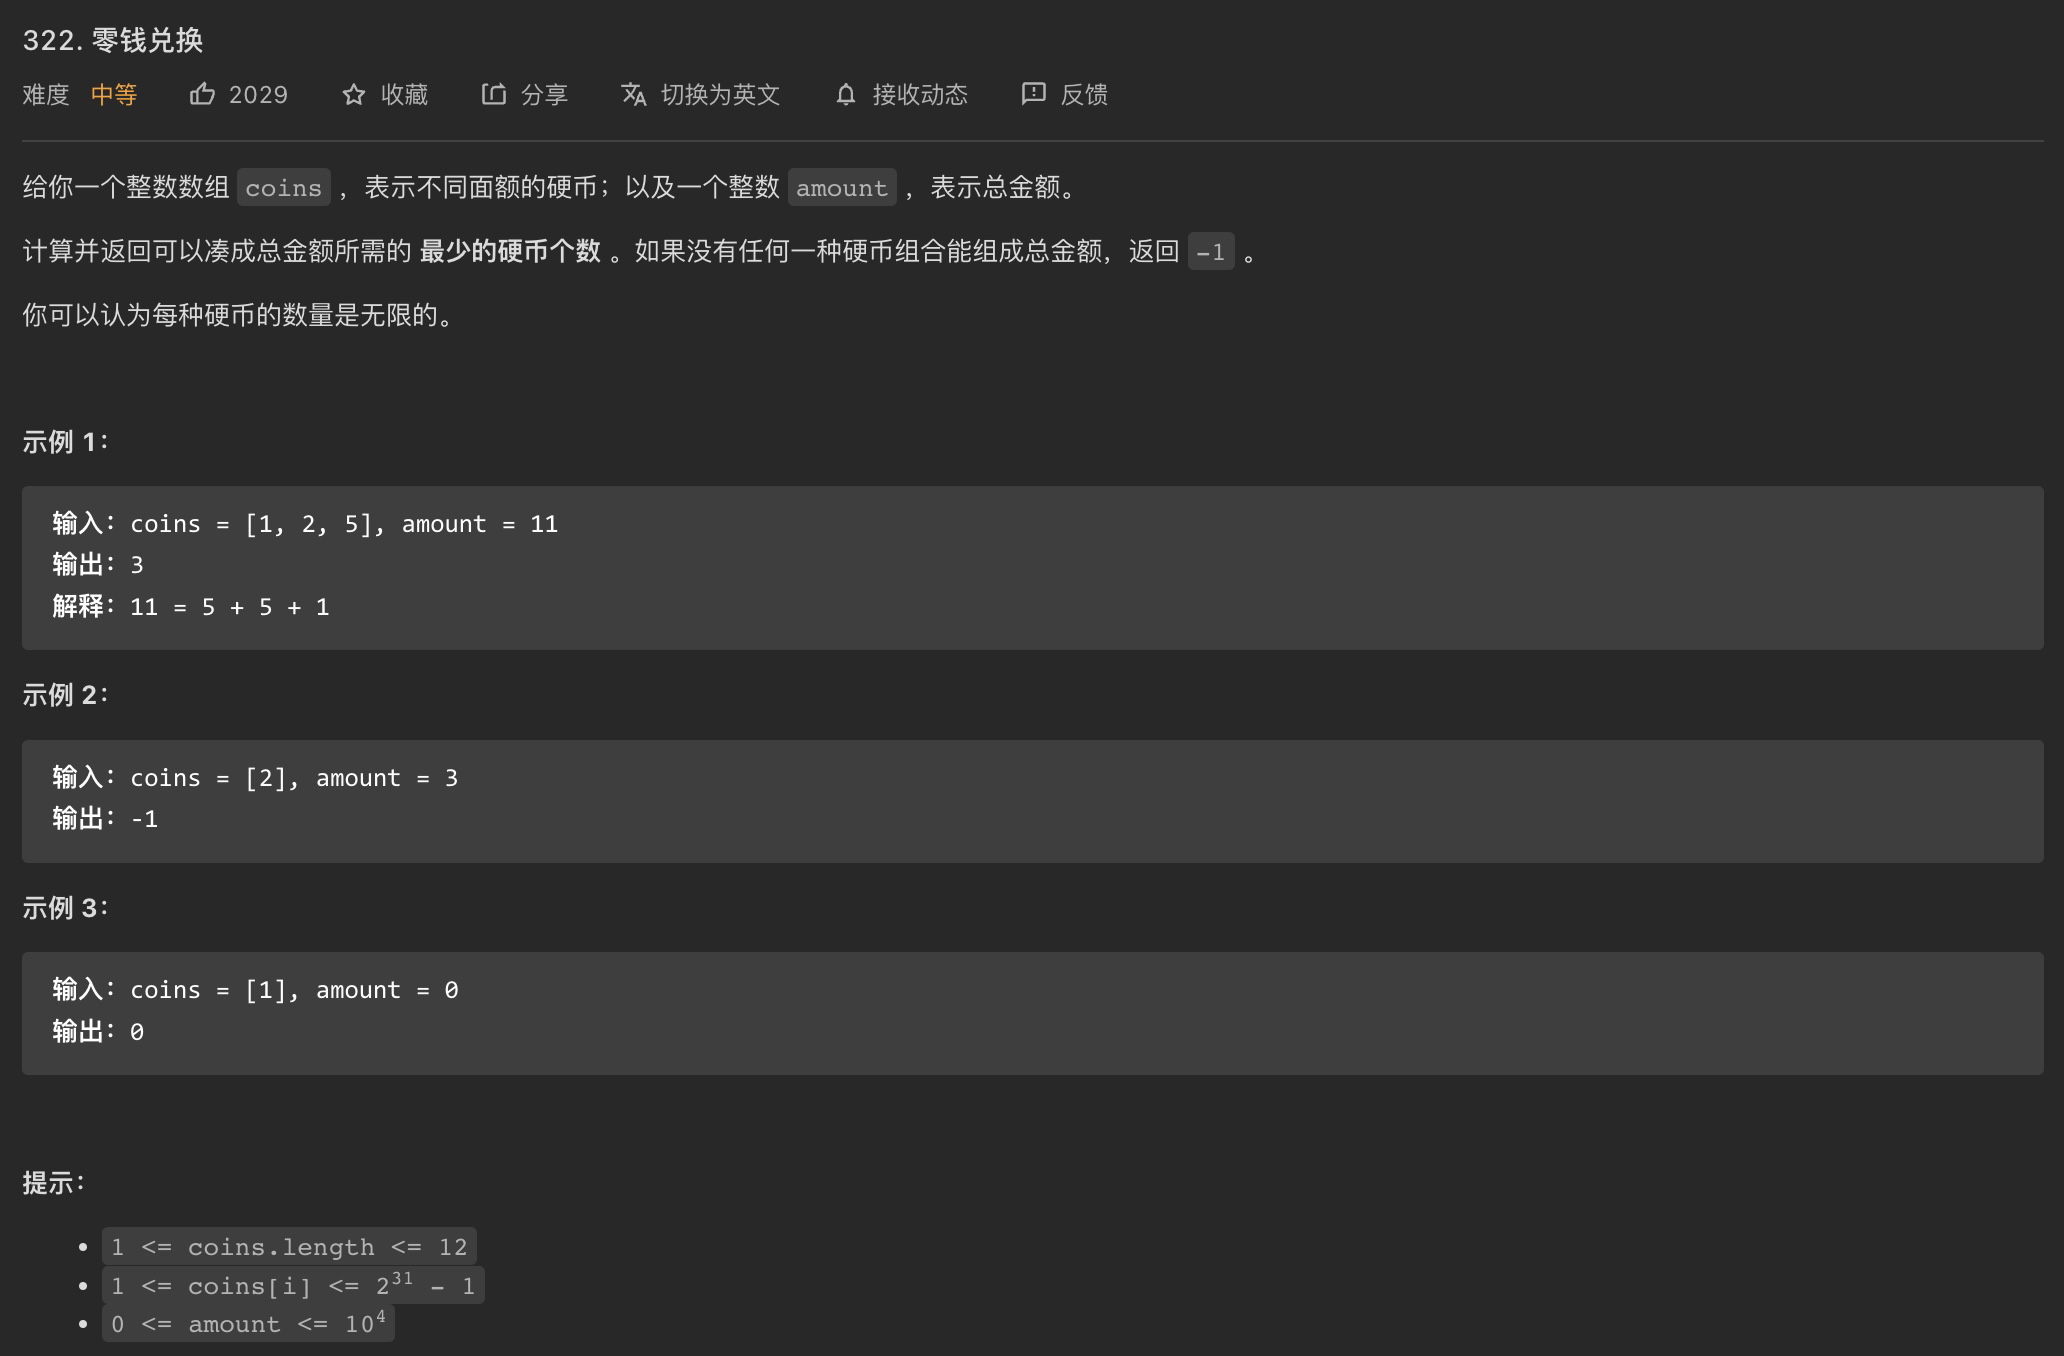 322. 零钱兑换
难度 中等 2029 收藏 分享 切换为英文 接收动态 反馈
给你一个整数数组 coins ，表示不同面额的硬币；以及一个整数 amount ，表示总金额。
计算并返回可以凑成总金额所需的 最少的硬币个数 。如果没有任何一种硬币组合能组成总金额，返回 -1 。
你可以认为每种硬币的数量是无限的。
示例 1：
输入：coins = [1, 2, 5], amount = 11
输出：3
解释：11 = 5 + 5 + 1
示例 2：
输入：coins = [2], amount = 3
输出：-1
示例 3：
输入：coins = [1], amount = 0
输出：0
提示：
• 1 <= coins.length <= 12
• 1 <= coins[i] <= 2³¹ - 1
• 0 <= amount <= 10⁴